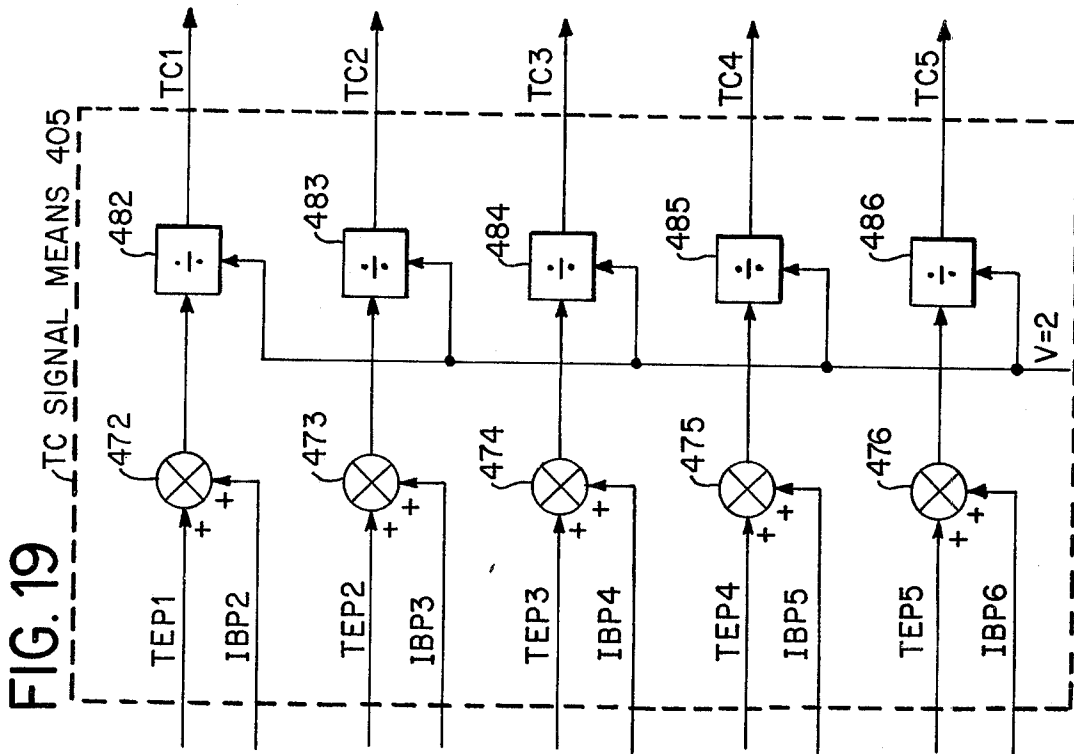 FIG. 19
TC SIGNAL MEANS 405
TEP1
+
472
482
÷
TC1
IBP2
+
TEP2
+
473
483
÷
TC2
IBP3
+
TEP3
+
474
484
÷
TC3
IBP4
+
TEP4
+
475
485
÷
TC4
IBP5
+
TEP5
+
476
486
÷
TC5
IBP6
+
V=2